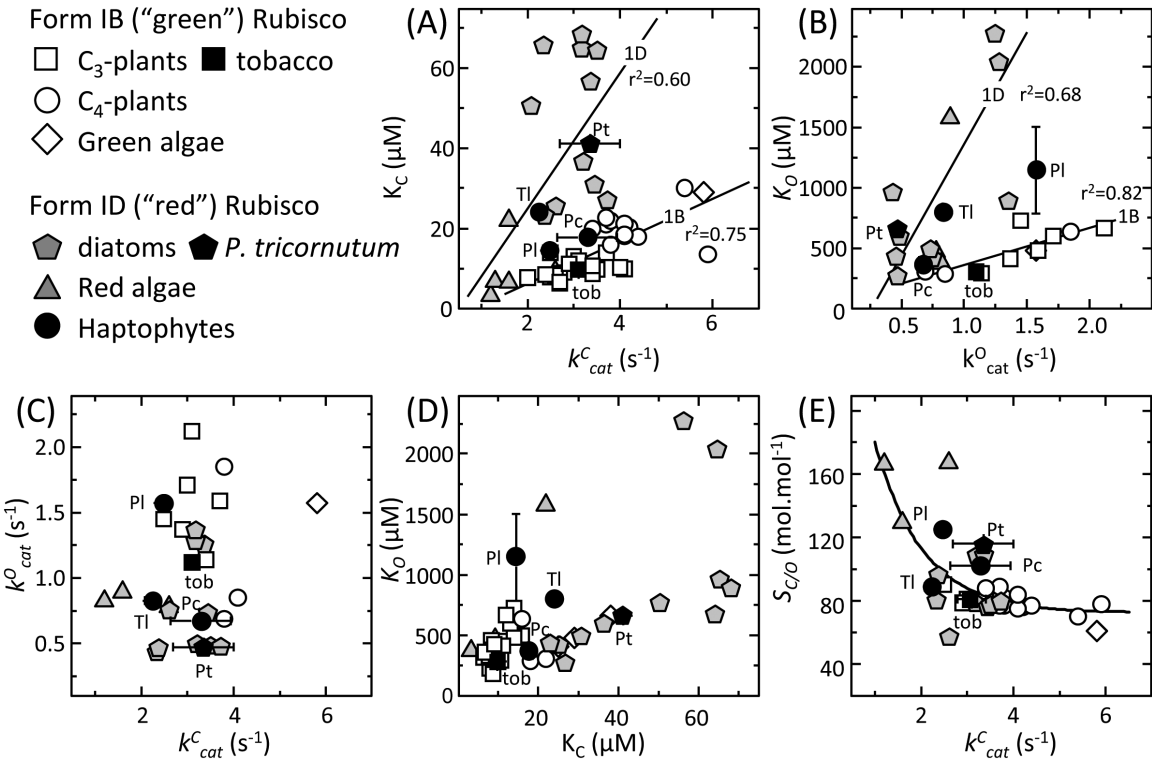 Form IB (“green”) Rubisco
C3-plants
tobacco
C4-plants
Green algae
Form ID (“red”) Rubisco
diatoms
P. tricornutum
Red algae
Haptophytes
(A)
KC (µM)
60
40
20
0
2
4
6
kCcat (s-1)
1D
r2=0.60
Pt
Tl
Pc
Pl
1B
r2=0.75
tob
(B)
KO (µM)
2000
1500
1000
500
0
0.5
1.0
1.5
2.0
kOcat (s-1)
1D
r2=0.68
Pl
r2=0.82
1B
Tl
Pt
Pc
tob
(C)
kOcat (s-1)
2.0
1.5
1.0
0.5
2
4
6
kCcat (s-1)
Pl
tob
Pc
Tl
Pt
(D)
KO (µM)
2000
1500
1000
500
0
20
40
60
KC (µM)
Pl
Tl
Pc
Pt
tob
(E)
SC/O (mol.mol-1)
160
120
80
40
2
4
6
kCcat (s-1)
Pl
Pt
Pc
Tl
tob